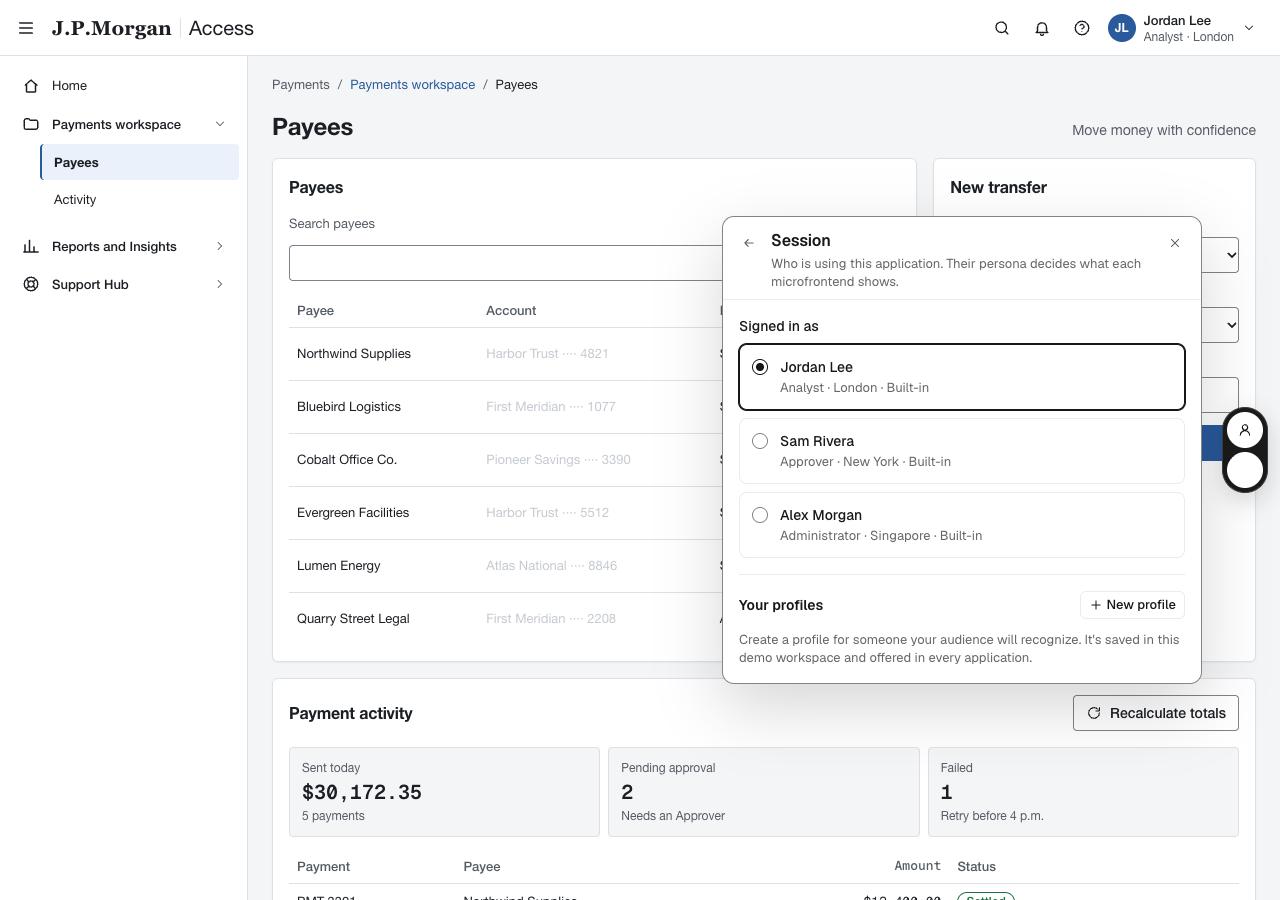 J.P.Morgan Access
JL
Jordan Lee
Analyst · London
Home
Payments workspace
Payees
Activity
Reports and Insights
Support Hub
Payments / Payments workspace / Payees
Payees
Move money with confidence
Payees
Search payees
Payee Account
Northwind Supplies Harbor Trust ···· 4821
Bluebird Logistics First Meridian ···· 1077
Cobalt Office Co. Pioneer Savings ···· 3390
Evergreen Facilities Harbor Trust ···· 5512
Lumen Energy Atlas National ···· 8846
Quarry Street Legal First Meridian ···· 2208
New transfer
Session
Who is using this application. Their persona decides what each
microfrontend shows.
Signed in as
Jordan Lee
Analyst · London · Built-in
Sam Rivera
Approver · New York · Built-in
Alex Morgan
Administrator · Singapore · Built-in
Your profiles
New profile
Create a profile for someone your audience will recognize. It's saved in this
demo workspace and offered in every application.
Payment activity
Recalculate totals
Sent today
$30,172.35
5 payments
Pending approval
2
Needs an Approver
Failed
1
Retry before 4 p.m.
Payment Payee Amount Status
Northwind Supplies Settled